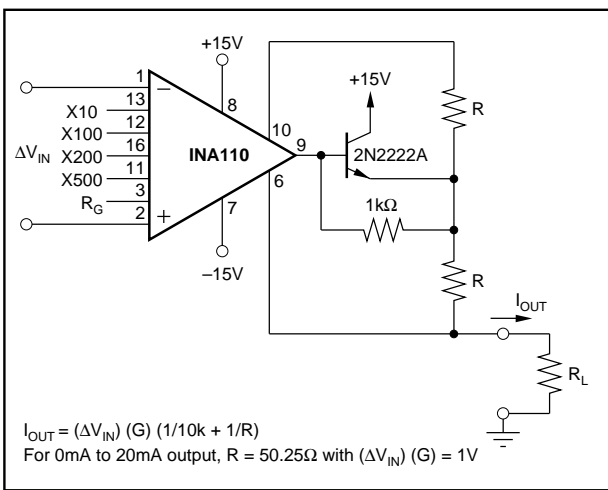 +15V
1
−
13
X10
12
X100
16
X200
11
X500
3
R_G
2
+
ΔV_IN
INA110
8
10
9
6
7
–15V
+15V
2N2222A
1kΩ
R
R
I_OUT
R_L
I_OUT = (ΔV_IN) (G) (1/10k + 1/R)
For 0mA to 20mA output, R = 50.25Ω with (ΔV_IN) (G) = 1V